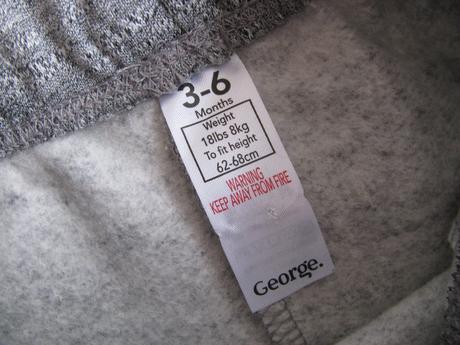 3-6
Months
Weight
18lbs 8kg
To fit height
62-68cm
WARNING
KEEP AWAY FROM FIRE
George.